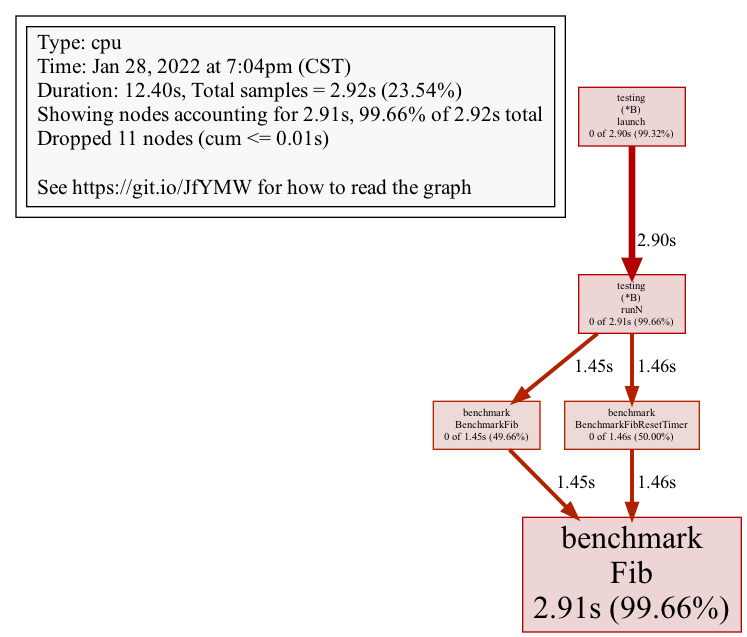 Type: cpu
Time: Jan 28, 2022 at 7:04pm (CST)
Duration: 12.40s, Total samples = 2.92s (23.54%)
Showing nodes accounting for 2.91s, 99.66% of 2.92s total
Dropped 11 nodes (cum <= 0.01s)
See https://git.io/JfYMW for how to read the graph
testing
(*B)
launch
0 of 2.90s (99.32%)
2.90s
testing
(*B)
runN
0 of 2.91s (99.66%)
1.45s
1.46s
benchmark
BenchmarkFib
0 of 1.45s (49.66%)
benchmark
BenchmarkFibResetTimer
0 of 1.46s (50.00%)
1.45s
1.46s
benchmark
Fib
2.91s (99.66%)